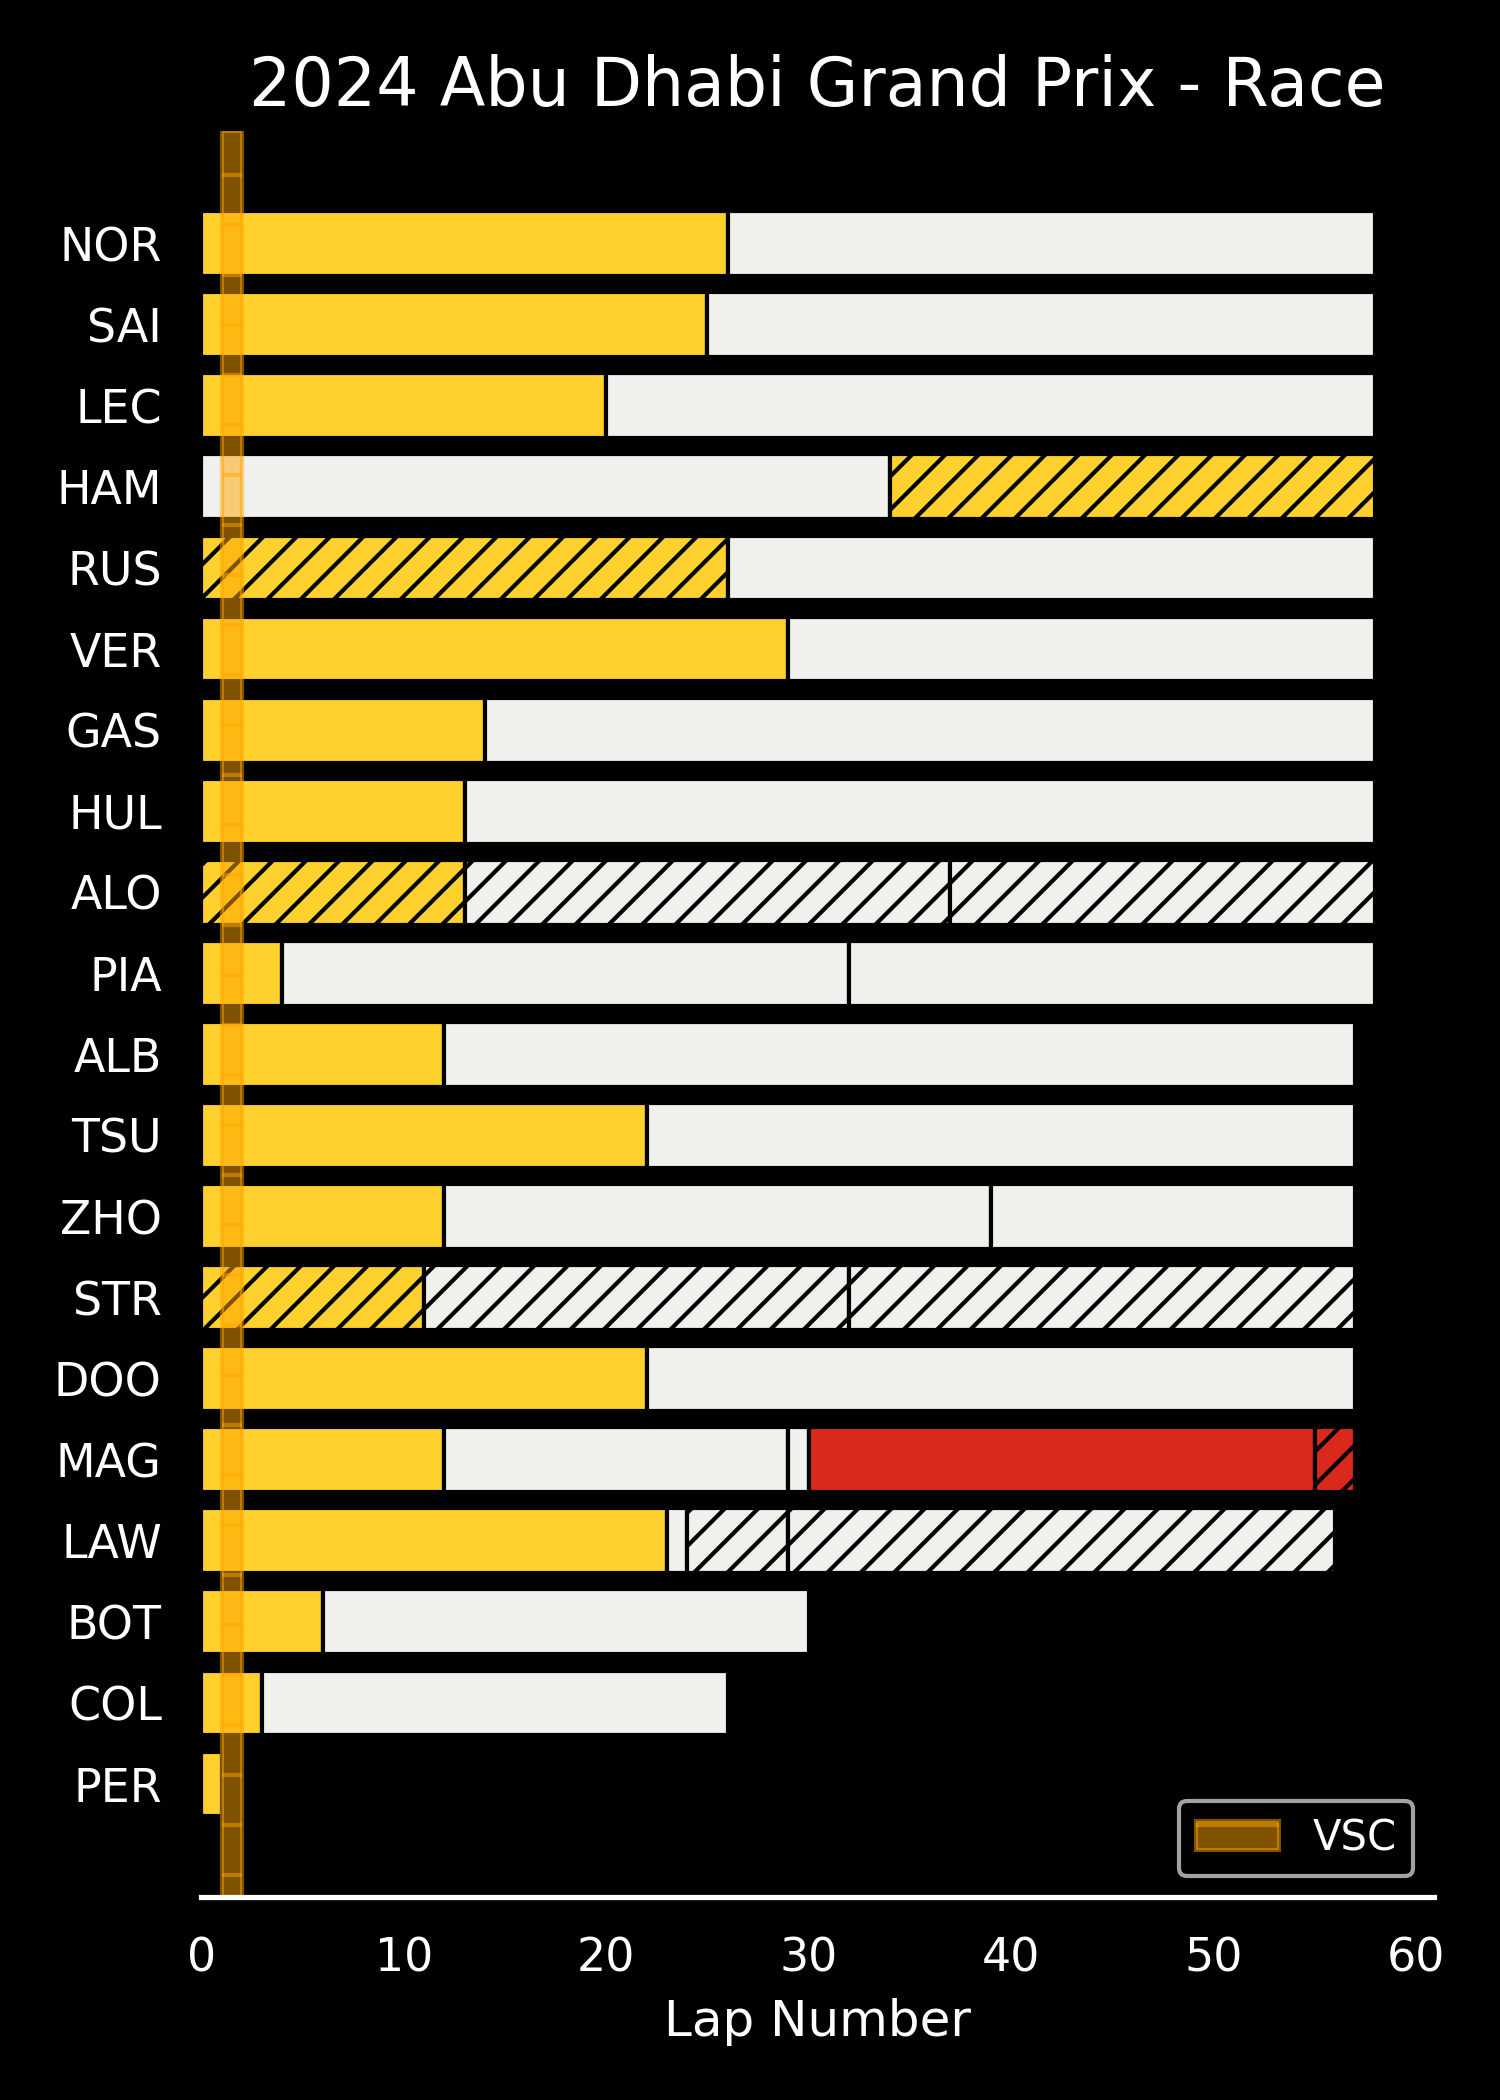 2024 Abu Dhabi Grand Prix - Race
NOR
SAI
LEC
HAM
RUS
VER
GAS
HUL
ALO
PIA
ALB
TSU
ZHO
STR
DOO
MAG
LAW
BOT
COL
PER
VSC
0 10 20 30 40 50 60
Lap Number